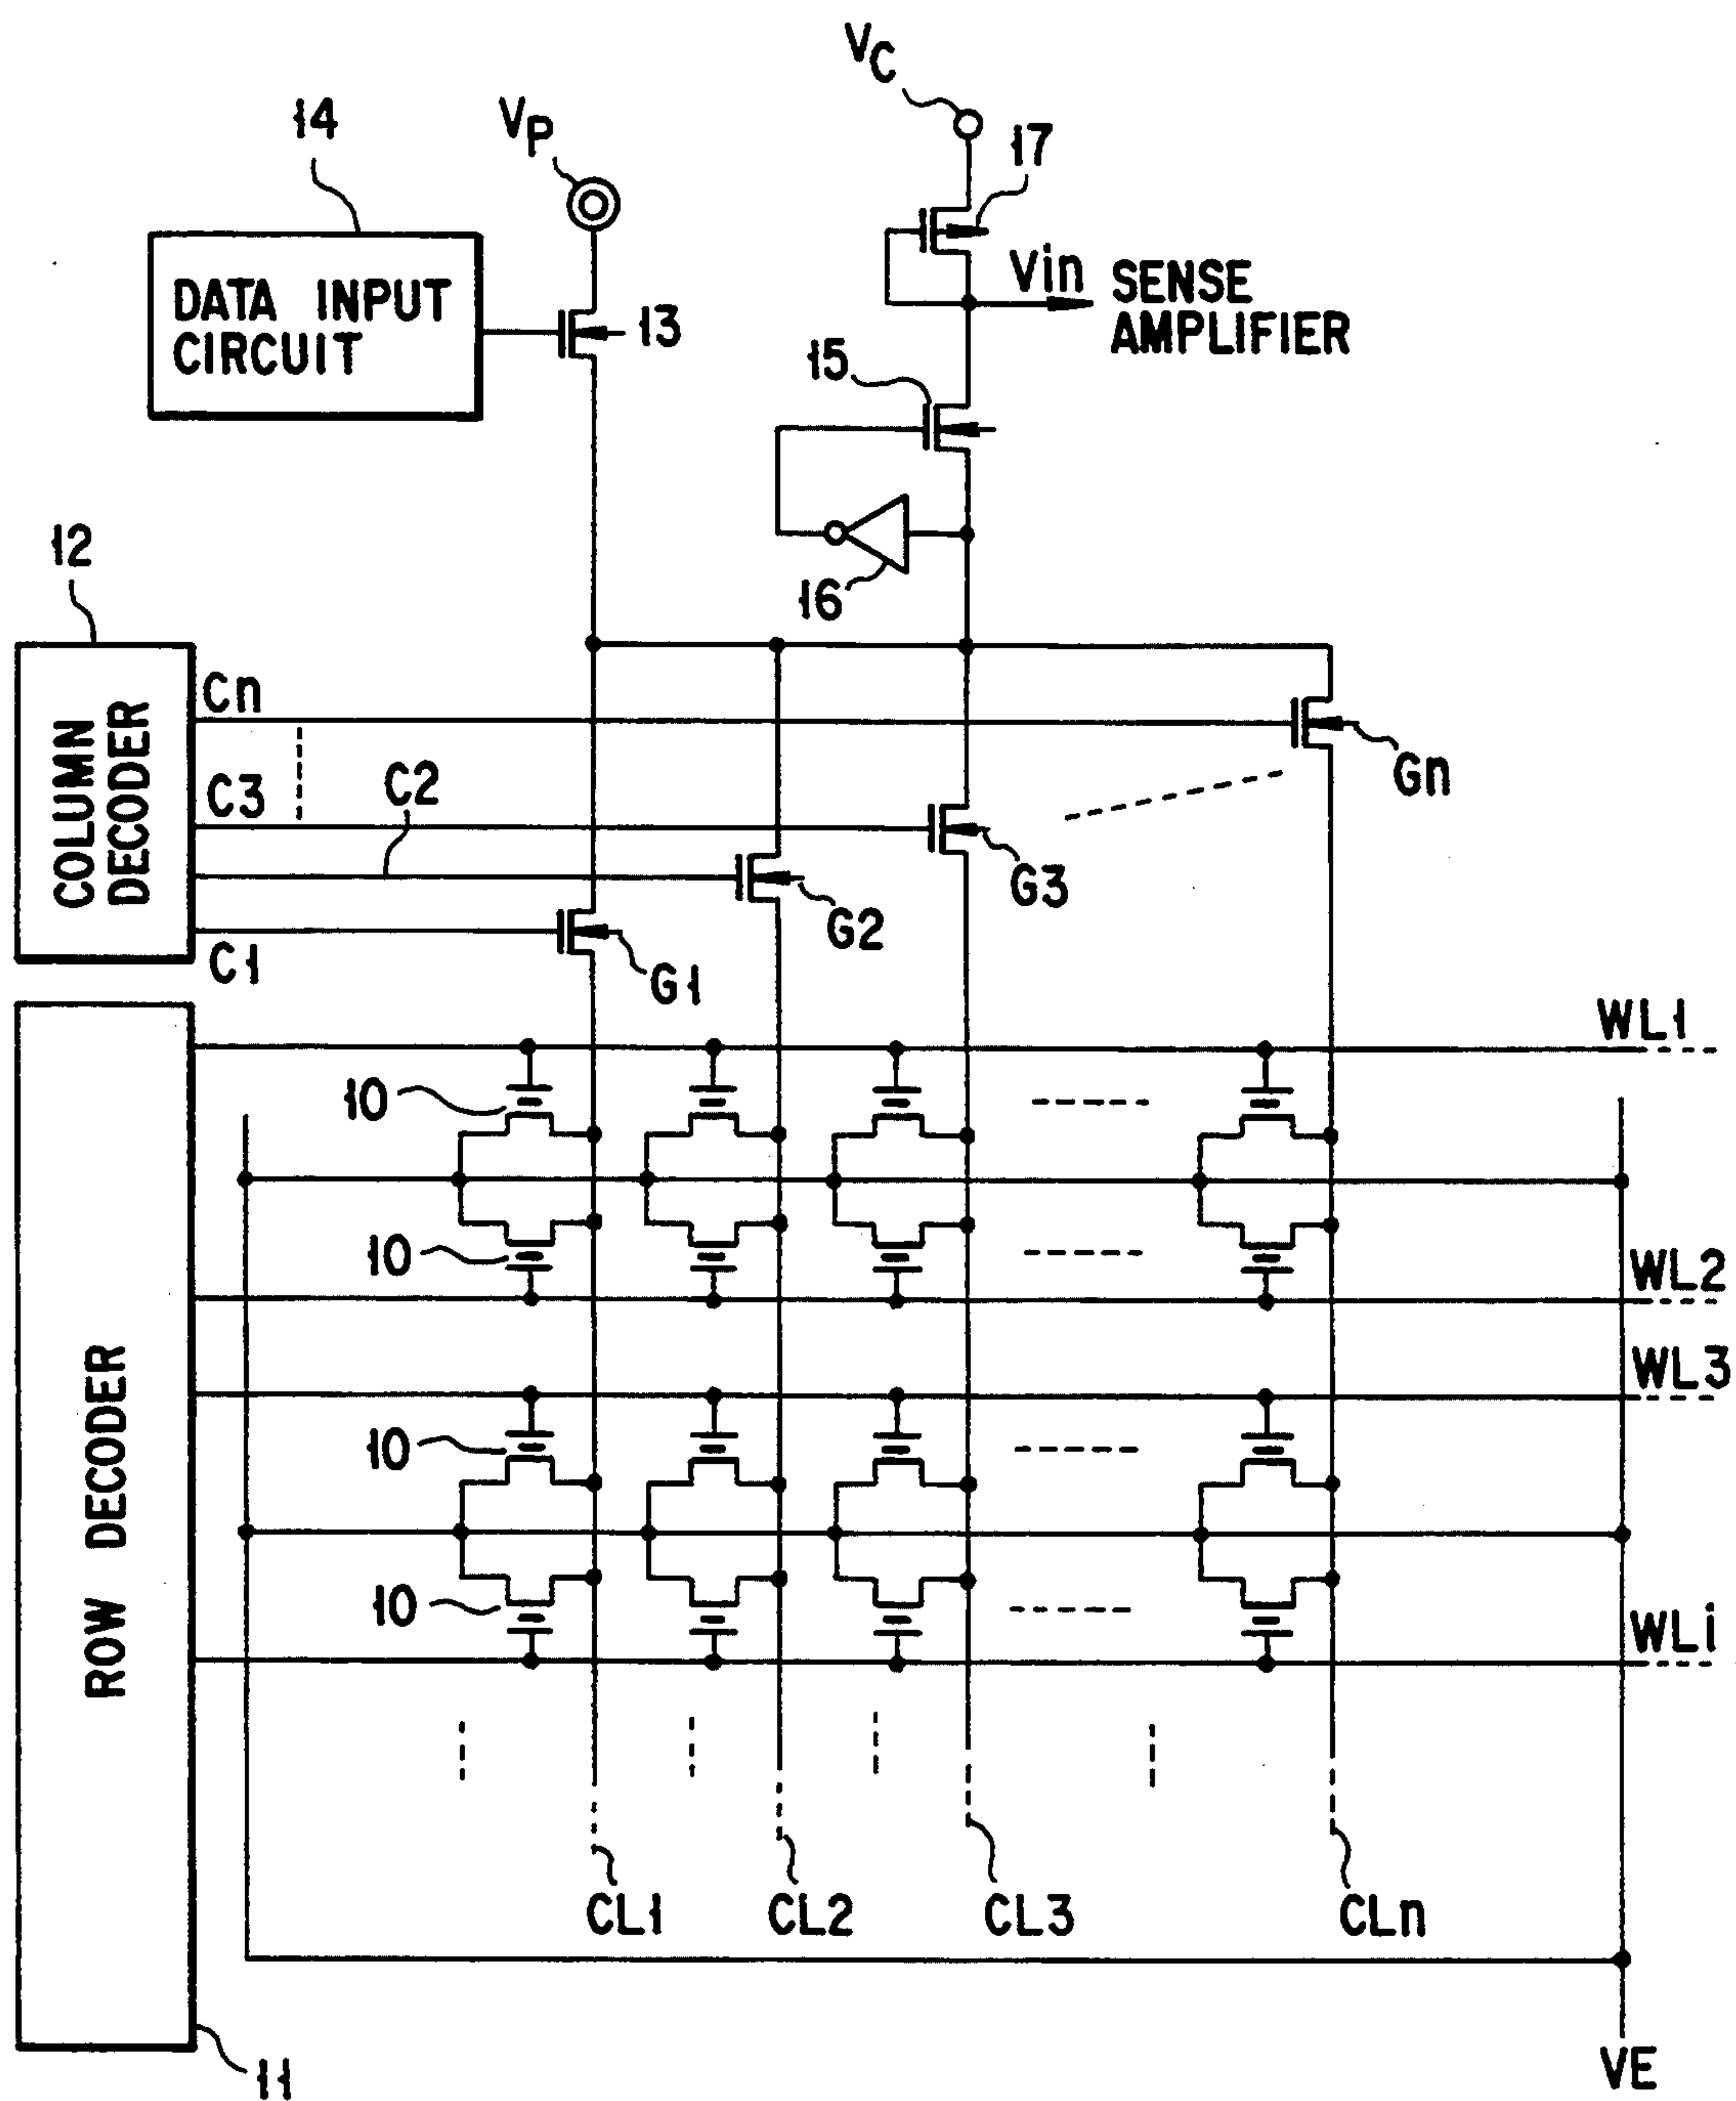 VC
14
VP
17
DATA INPUT
CIRCUIT
13
Vin
SENSE
AMPLIFIER
15
12
16
COLUMN
DECODER
Cn
C3
C2
C1
Gn
G3
G2
G1
WL1
10
10
WL2
WL3
10
10
WLi
ROW DECODER
CL1
CL2
CL3
CLn
11
VE